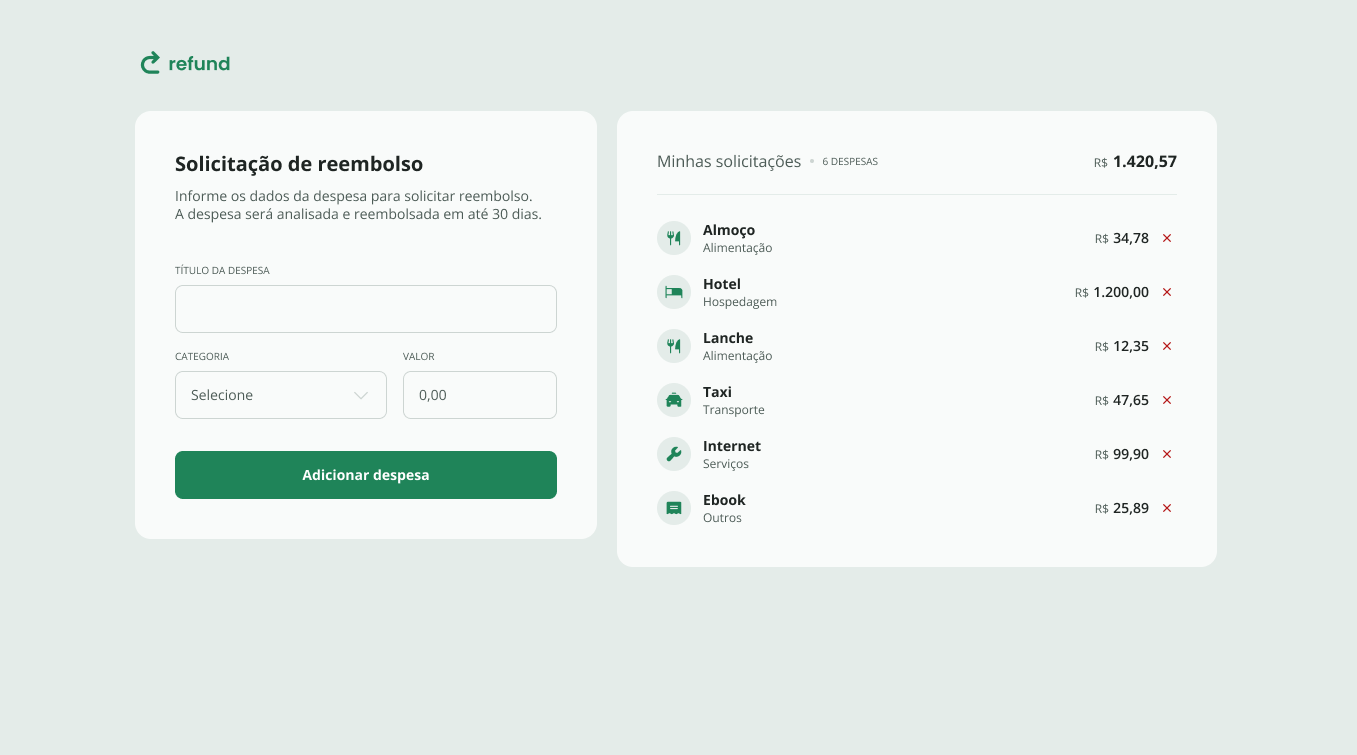 refund
Solicitação de reembolso
Informe os dados da despesa para solicitar reembolso.
A despesa será analisada e reembolsada em até 30 dias.
TÍTULO DA DESPESA
CATEGORIA VALOR
Selecione 0,00
Adicionar despesa
Minhas solicitações • 6 DESPESAS R$ 1.420,57
Almoço
Alimentação
R$ 34,78
Hotel
Hospedagem
R$ 1.200,00
Lanche
Alimentação
R$ 12,35
Taxi
Transporte
R$ 47,65
Internet
Serviços
R$ 99,90
Ebook
Outros
R$ 25,89